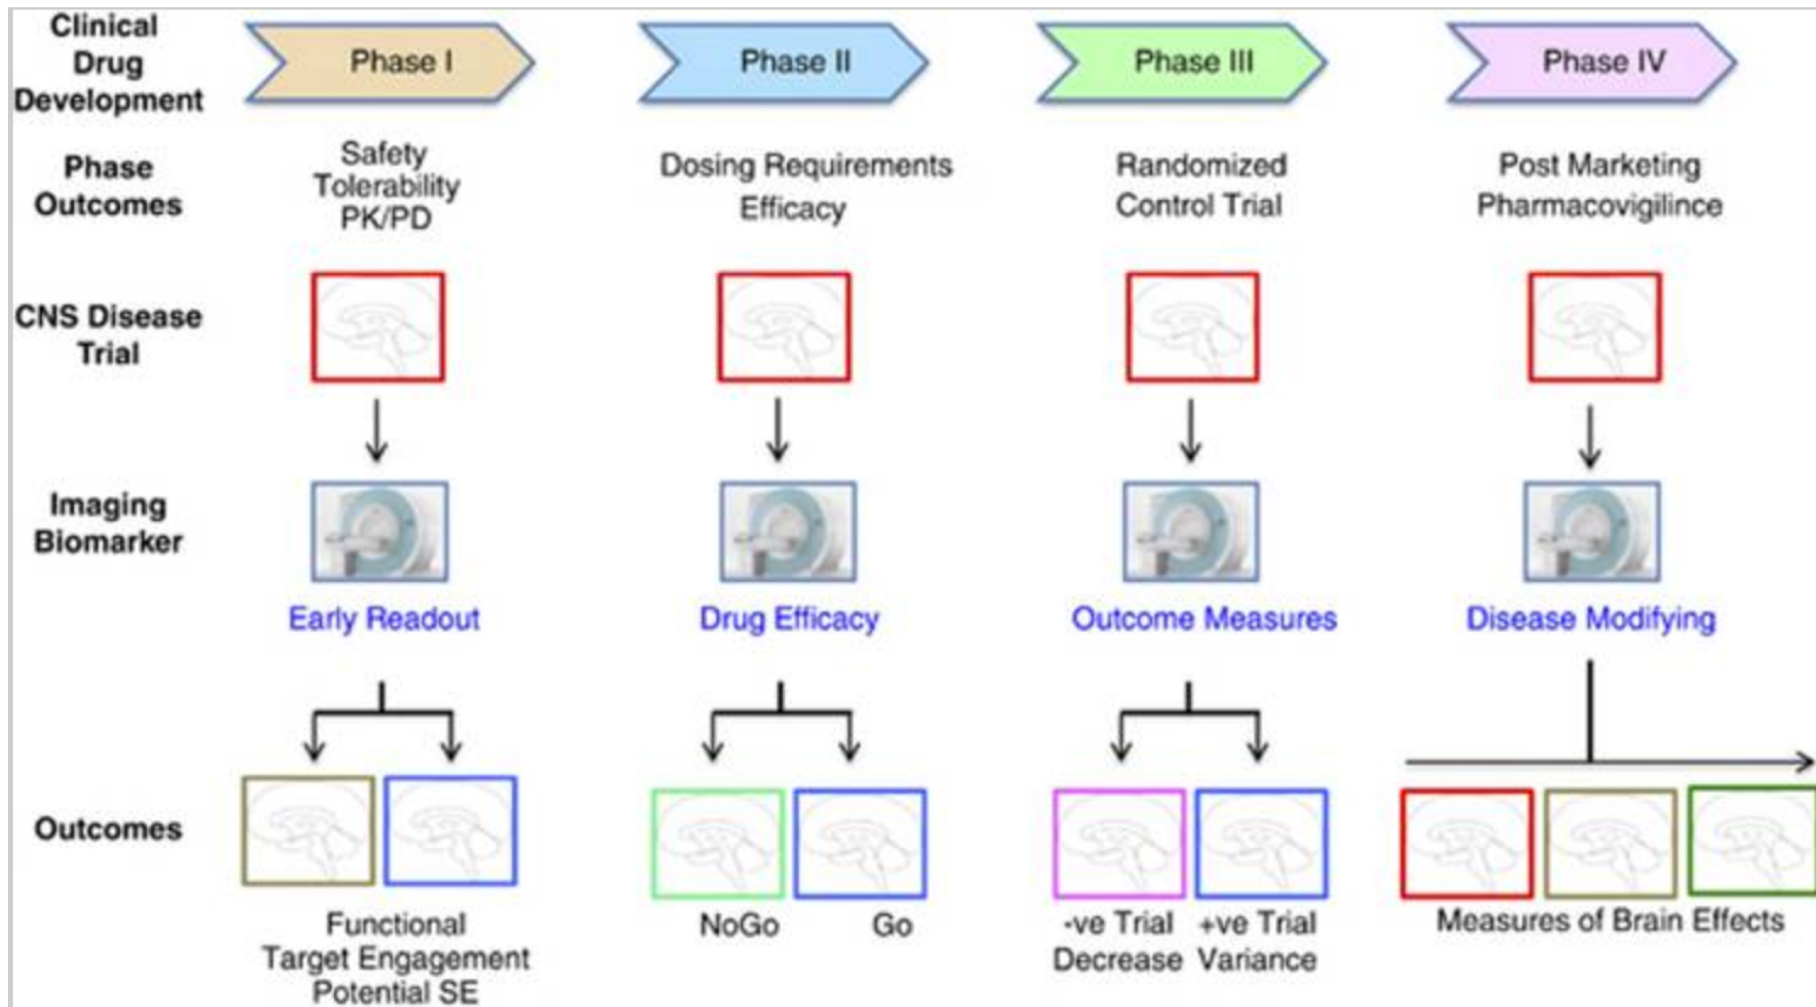 Clinical
Drug
Development
Phase I
Phase II
Phase III
Phase IV
Phase
Outcomes
Safety
Tolerability
PK/PD
Dosing Requirements
Efficacy
Randomized
Control Trial
Post Marketing
Pharmacovigilince
CNS Disease
Trial
Imaging
Biomarker
Early Readout
Drug Efficacy
Outcome Measures
Disease Modifying
Outcomes
Functional
Target Engagement
Potential SE
NoGo
Go
-ve Trial
+ve Trial
Decrease
Variance
Measures of Brain Effects